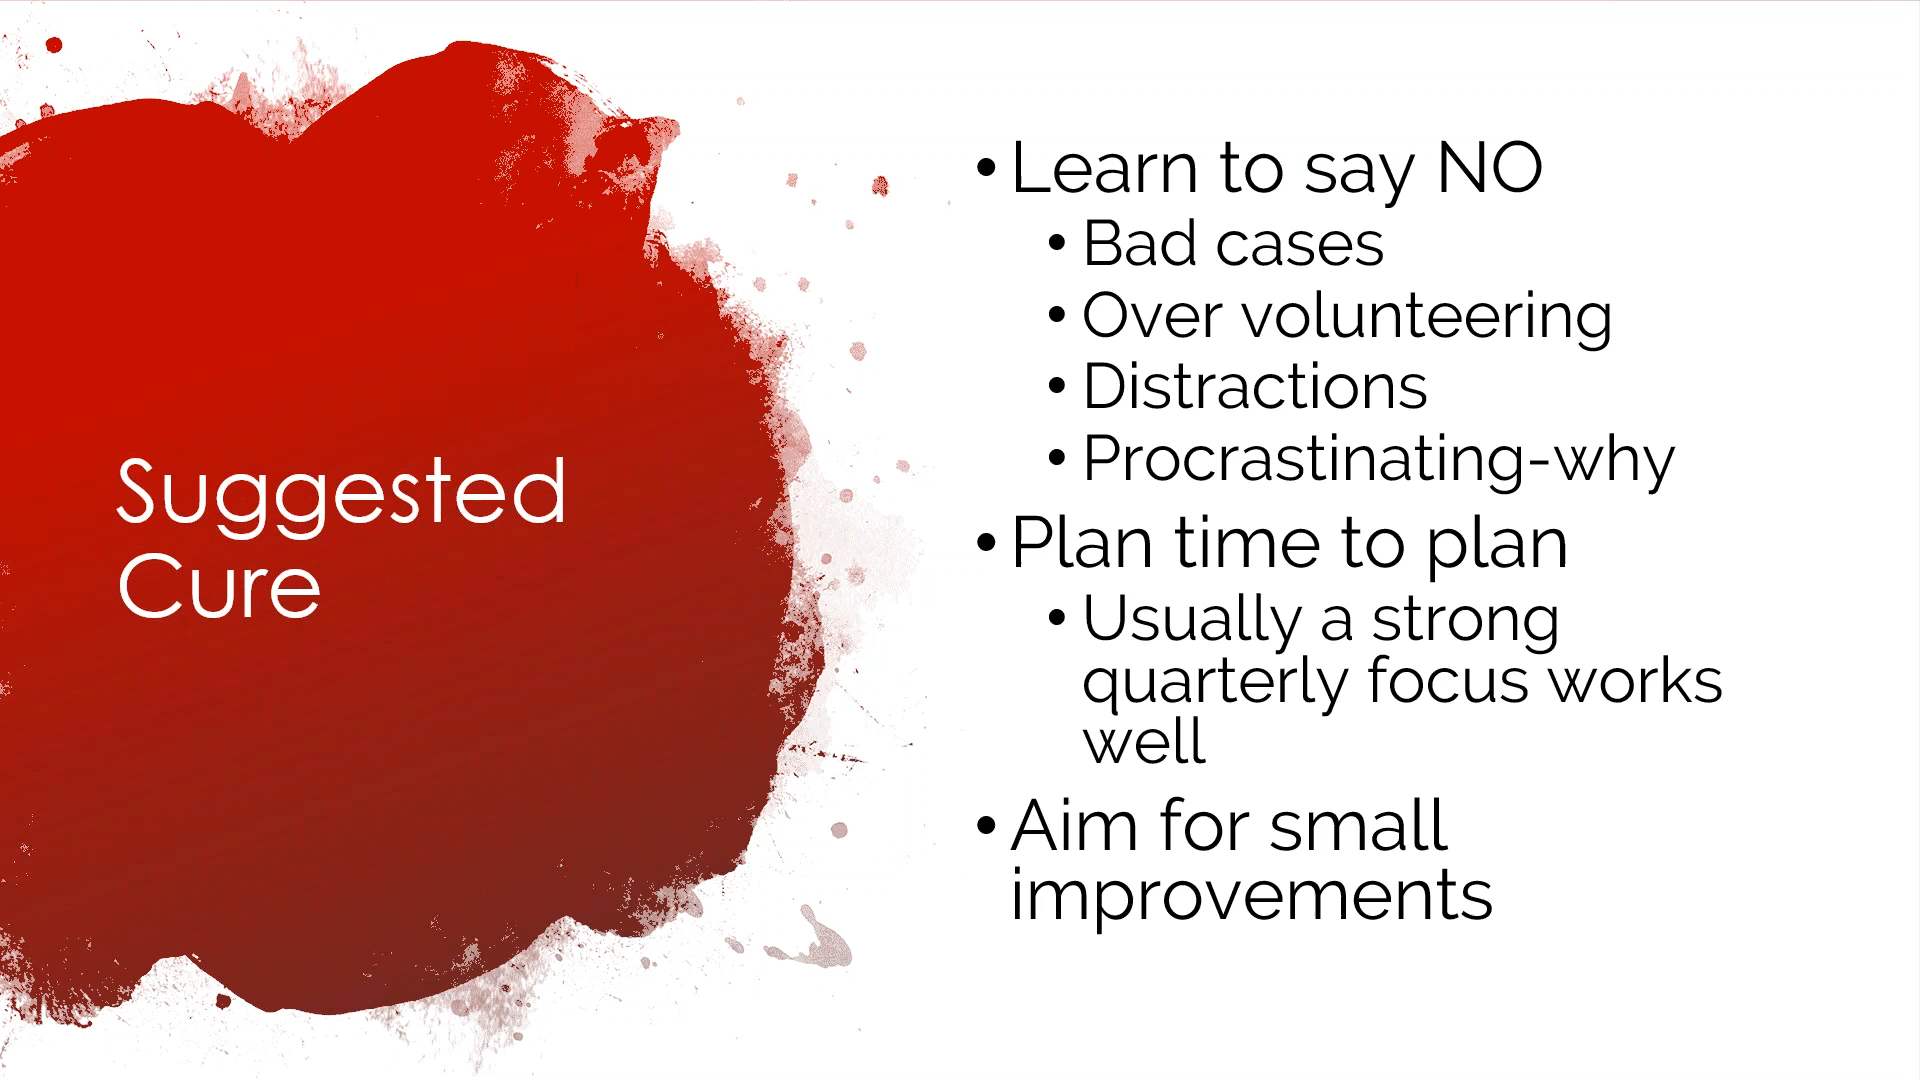 Suggested
Cure
• Learn to say NO
• Bad cases
• Over volunteering
• Distractions
• Procrastinating-why
• Plan time to plan
• Usually a strong
quarterly focus works
well
• Aim for small
improvements